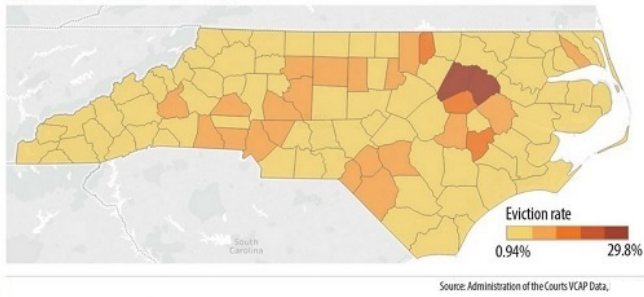 South
Carolina
Eviction rate
0.94% 29.8%
Source: Administration of the Courts VCAP Data,